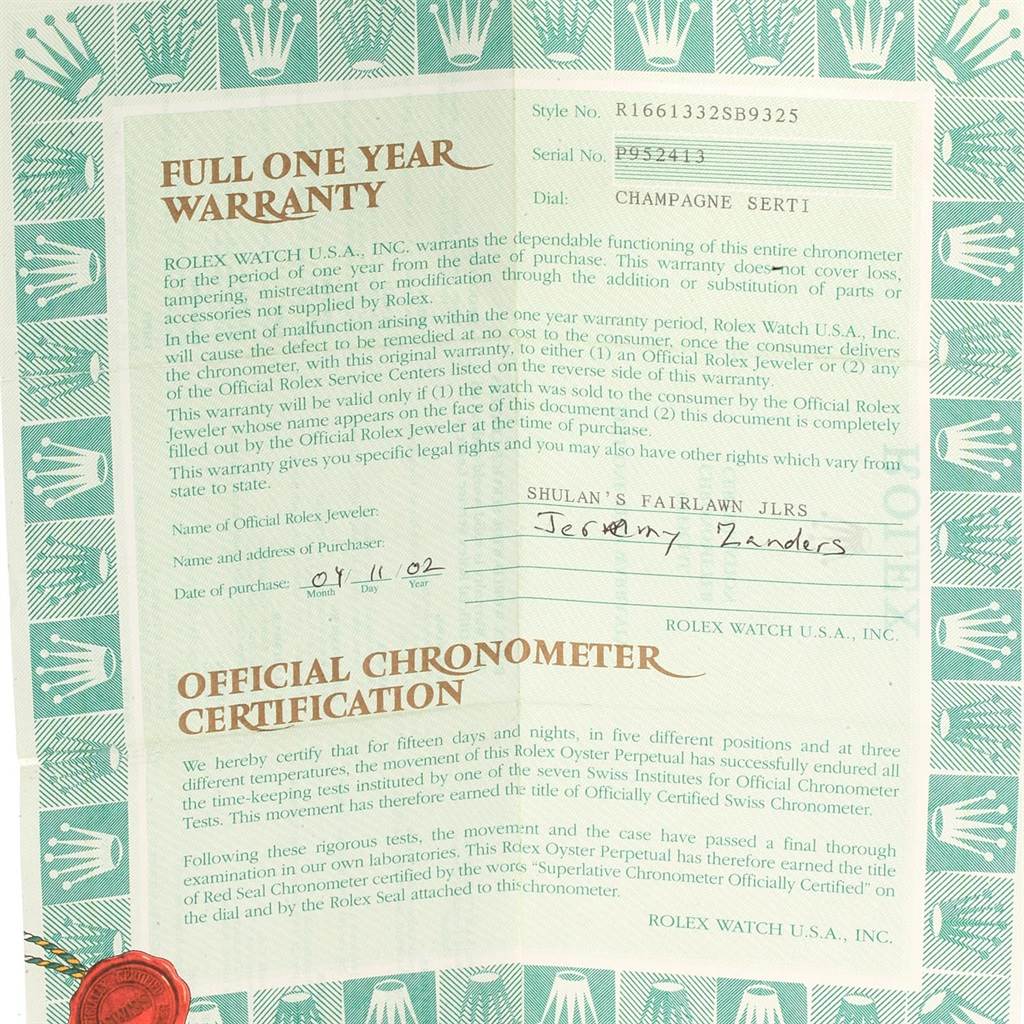 Style No. R1661332SB9325
Serial No. P952413
Dial: CHAMPAGNE SERTI
FULL ONE YEAR
WARRANTY
ROLEX WATCH U.S.A., INC. warrants the dependable functioning of this entire chronometer
for the period of one year from the date of purchase. This warranty does not cover loss,
tampering, mistreatment or modification through the addition or substitution of parts or
accessories not supplied by Rolex.
In the event of malfunction arising within the one year warranty period, Rolex Watch U.S.A., Inc.
will cause the defect to be remedied at no cost to the consumer, once the consumer delivers
the chronometer, with this original warranty, to either (1) an Official Rolex Jeweler or (2) any
of the Official Rolex Service Centers listed on the reverse side of this warranty.
This warranty will be valid only if (1) the watch was sold to the consumer by the Official Rolex
Jeweler whose name appears on the face of this document and (2) this document is completely
filled out by the Official Rolex Jeweler at the time of purchase.
This warranty gives you specific legal rights and you may also have other rights which vary from
state to state.
Name of Official Rolex Jeweler: SHULAN'S FAIRLAWN JLRS
Name and address of Purchaser: Jeremy Zanders
Date of purchase: 04 / 11 / 02
Month Day Year
ROLEX WATCH U.S.A., INC.
OFFICIAL CHRONOMETER
CERTIFICATION
We hereby certify that for fifteen days and nights, in five different positions and at three
different temperatures, the movement of this Rolex Oyster Perpetual has successfully endured all
the time-keeping tests instituted by one of the seven Swiss Institutes for Official Chronometer
Tests. This movement has therefore earned the title of Officially Certified Swiss Chronometer.
Following these rigorous tests, the movement and the case have passed a final thorough
examination in our own laboratories. This Rolex Oyster Perpetual has therefore earned the title
of Red Seal Chronometer certified by the words "Superlative Chronometer Officially Certified" on
the dial and by the Rolex Seal attached to this chronometer.
ROLEX WATCH U.S.A., INC.